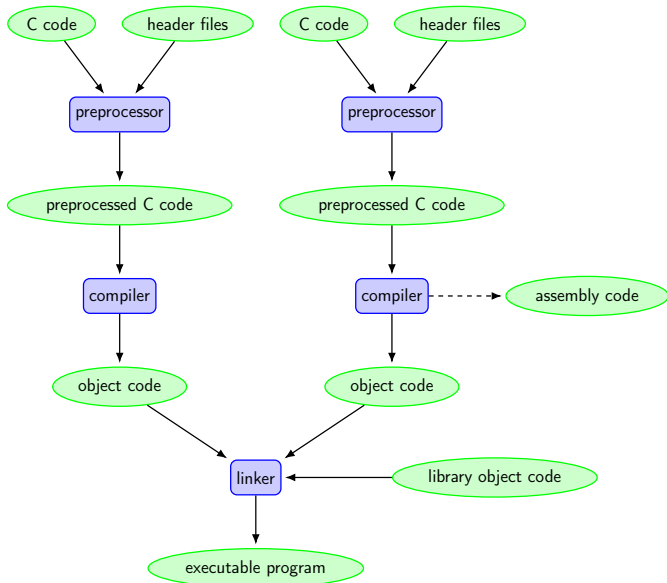 C code
header files
C code
header files
preprocessor
preprocessor
preprocessed C code
preprocessed C code
compiler
compiler
assembly code
object code
object code
linker
library object code
executable program